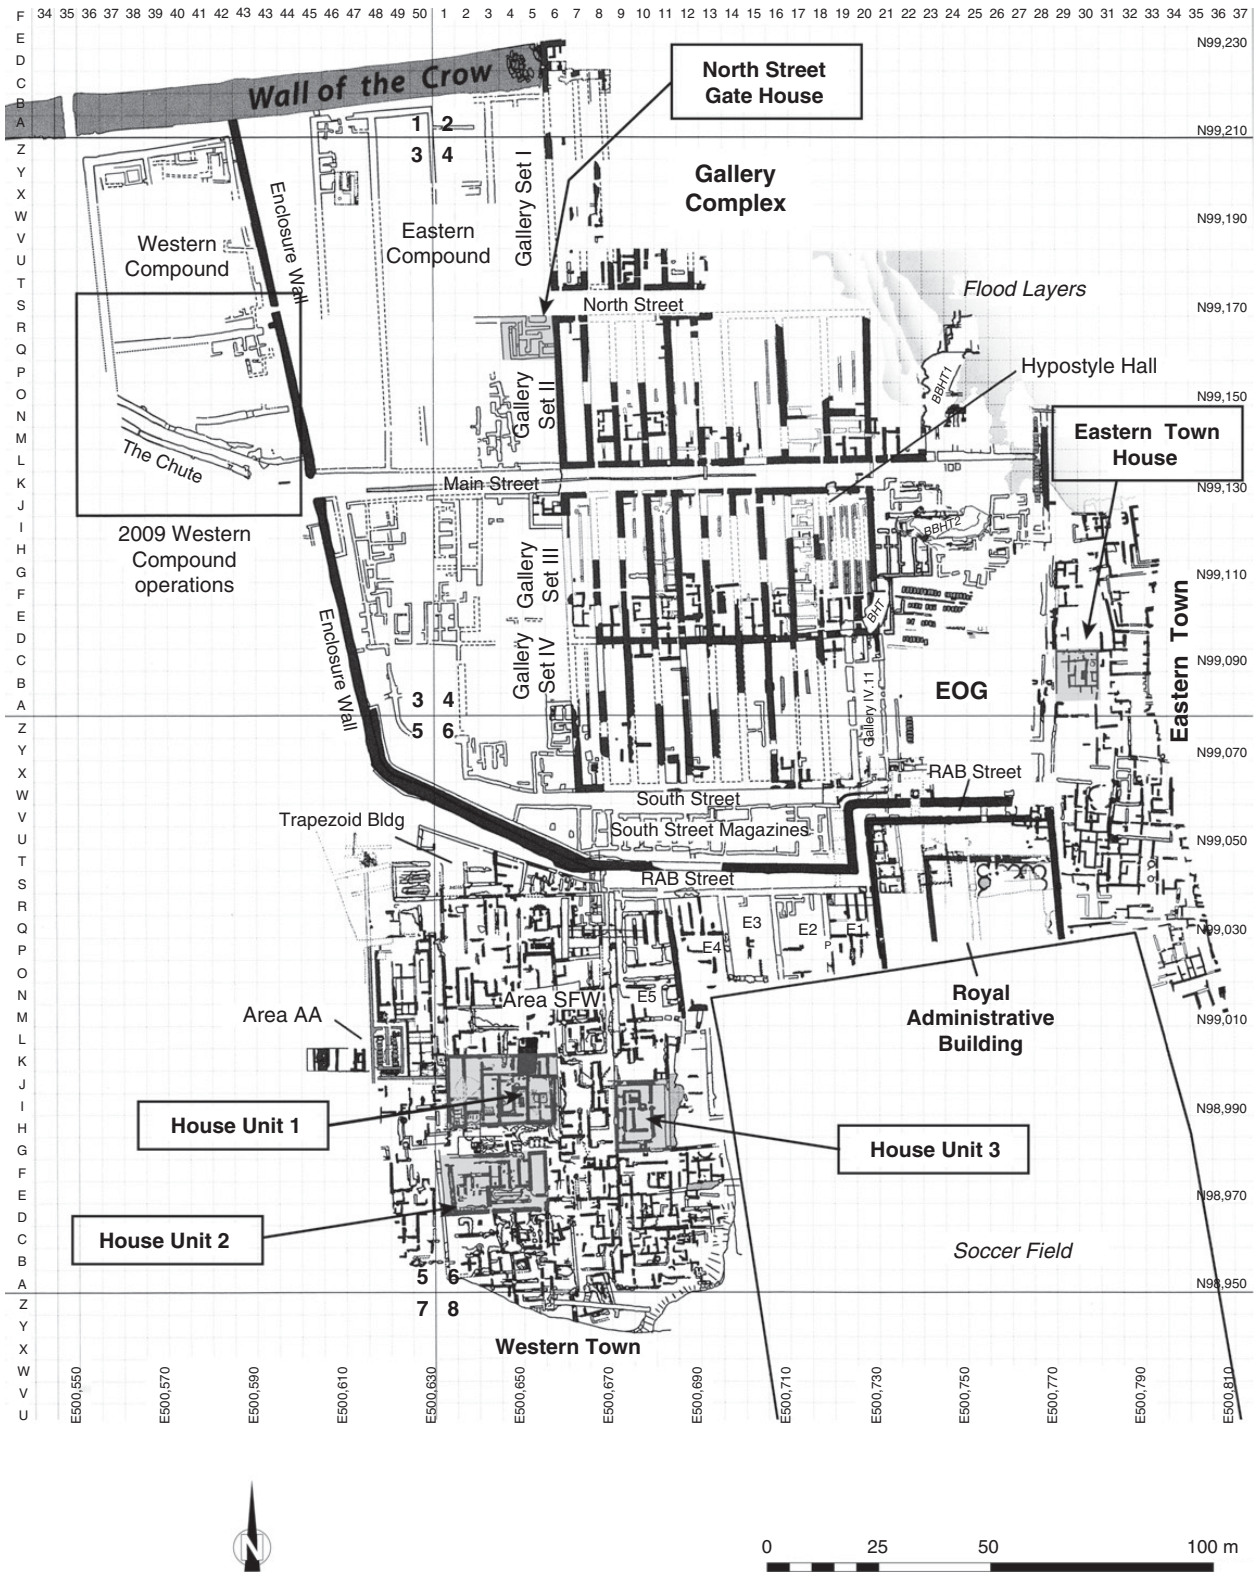 F 34 35 36 37 38 39 40 41 42 43 44 45 43 44 48 49 50 1 2 3 4 5 6 7 8 9 10 11 12 13 14 16 17 18 19 20 21 22 23 24 26 27 28 29 30 31 32 33 34 35 36 37
E
D
C
B
A
Z
Y
X
W
V
U
T
S
R
Q
P
O
N
M
L
K
J
I
H
G
F
E
D
C
B
A
Z
Y
X
W
V
U
T
S
R
Q
P
O
N
M
L
K
J
I
H
G
F
E
D
C
B
A
Z
Y
X
W
V
U
N99,230
N99,210
N99,190
N99,170
N99,150
N99,130
N99,110
N99,090
N99,070
N99,050
N99,030
N99,010
N98,990
N98,970
N98,950
Wall of the Crow
North Street
Gate House
1 2
3 4
Gallery
Complex
Gallery Set I
Enclosure Wall
Western
Compound
Eastern
Compound
North Street
Flood Layers
Hypostyle Hall
BBHT1
Gallery
Set II
Eastern Town
House
The Chute
Main Street
2009 Western
Compound
operations
BBHT2
Gallery
Set III
BHT
Enclosure Wall
Gallery
Set IV
Eastern Town
EOG
Gallery IV.11
3 4
5 6
RAB Street
South Street
South Street Magazines
Trapezoid Bldg
RAB Street
E3
E2
E1
E4
P
E5
Area SFW
Area AA
Royal
Administrative
Building
House Unit 1
House Unit 3
House Unit 2
Soccer Field
5 6
7 8
Western Town
E500,550
E500,570
E500,590
E500,610
E500,630
E500,650
E500,670
E500,690
E500,710
E500,730
E500,750
E500,770
E500,790
E500,810
N
0 25 50 100 m